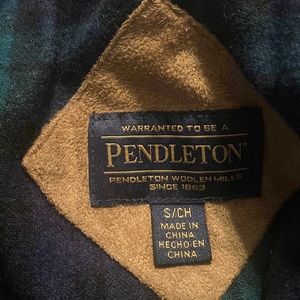 WARRANTED TO BE A
PENDLETON®
PENDLETON WOOLEN MILLS
SINCE 1863
S/CH
MADE IN
CHINA
HECHO EN
CHINA